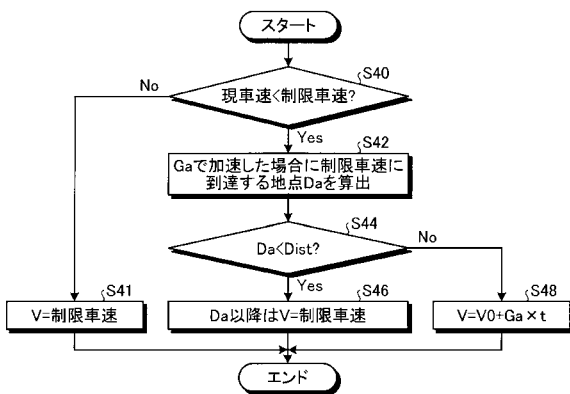 スタート
S40
現車速<制限車速?
No
Yes
S42
Gaで加速した場合に制限車速に
到達する地点Daを算出
S44
Da<Dist?
No
Yes
S41
V=制限車速
S46
Da以降はV=制限車速
S48
V=V0+Ga×t
エンド